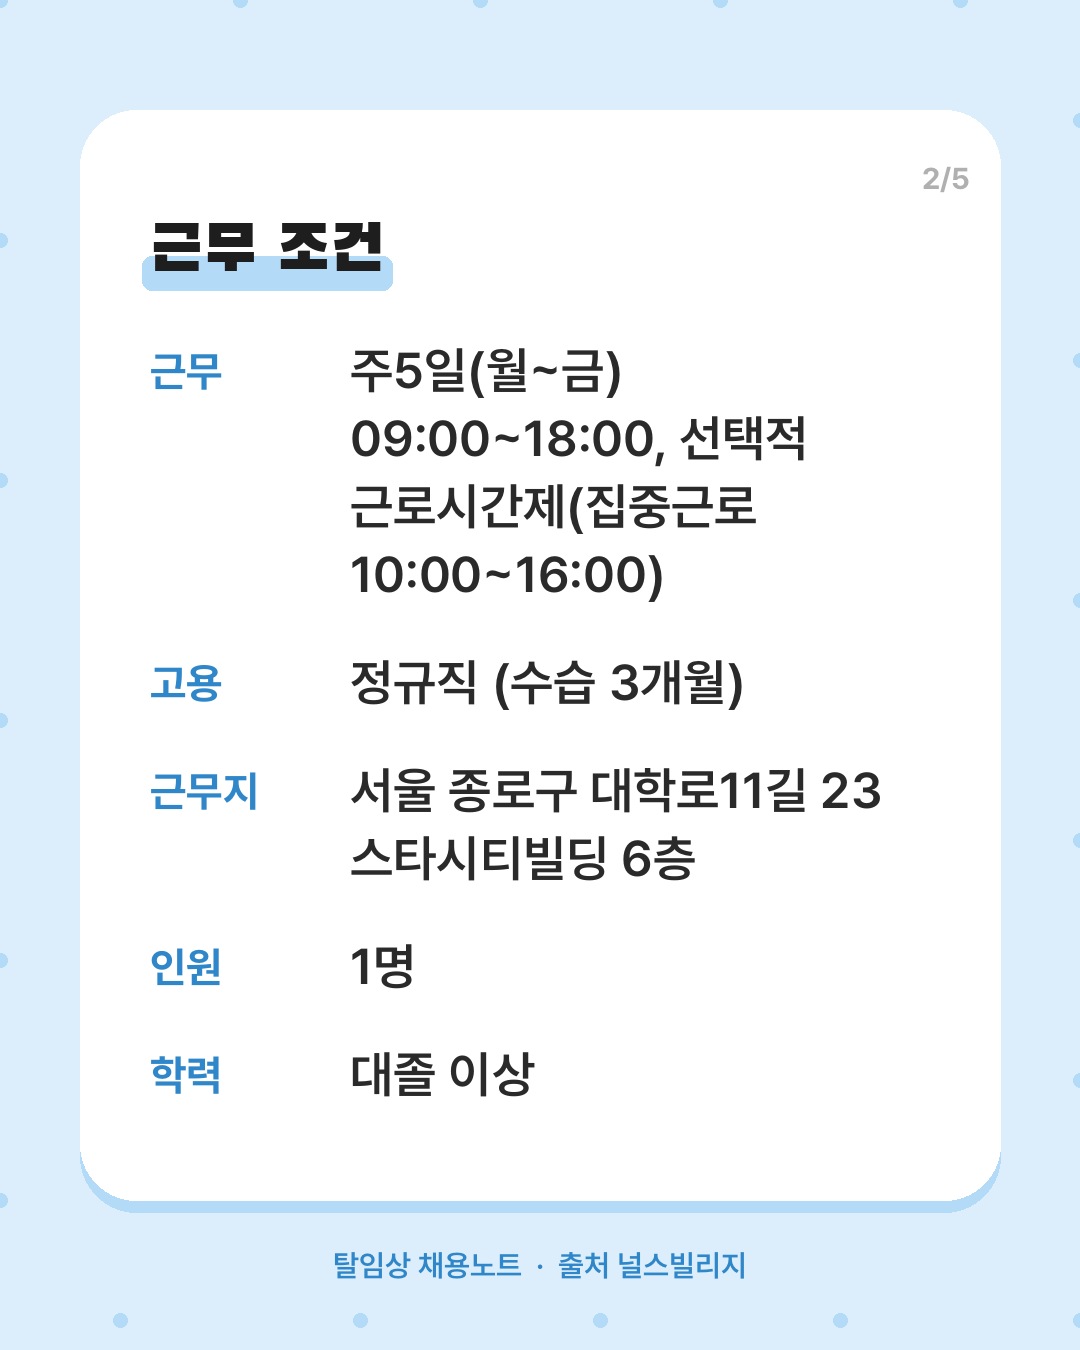 2/5
근무 조건
근무
주5일(월~금)
09:00~18:00, 선택적
근로시간제(집중근로
10:00~16:00)
고용
정규직 (수습 3개월)
근무지
서울 종로구 대학로11길 23
스타시티빌딩 6층
인원
1명
학력
대졸 이상
탈임상 채용노트 · 출처 널스빌리지